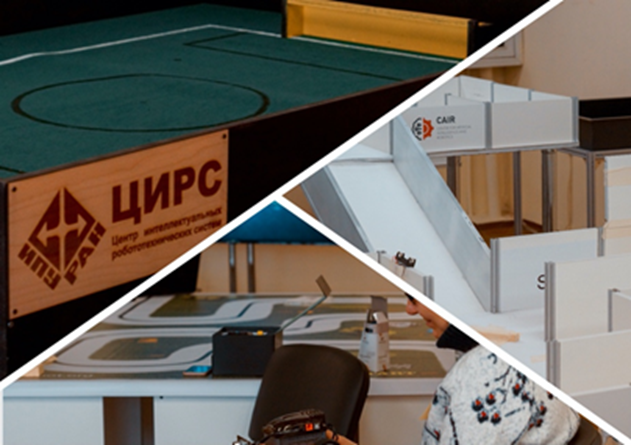 ИПУ РАН
ЦИРС
Центр интеллектуальных
робототехнических систем
CAIR
S